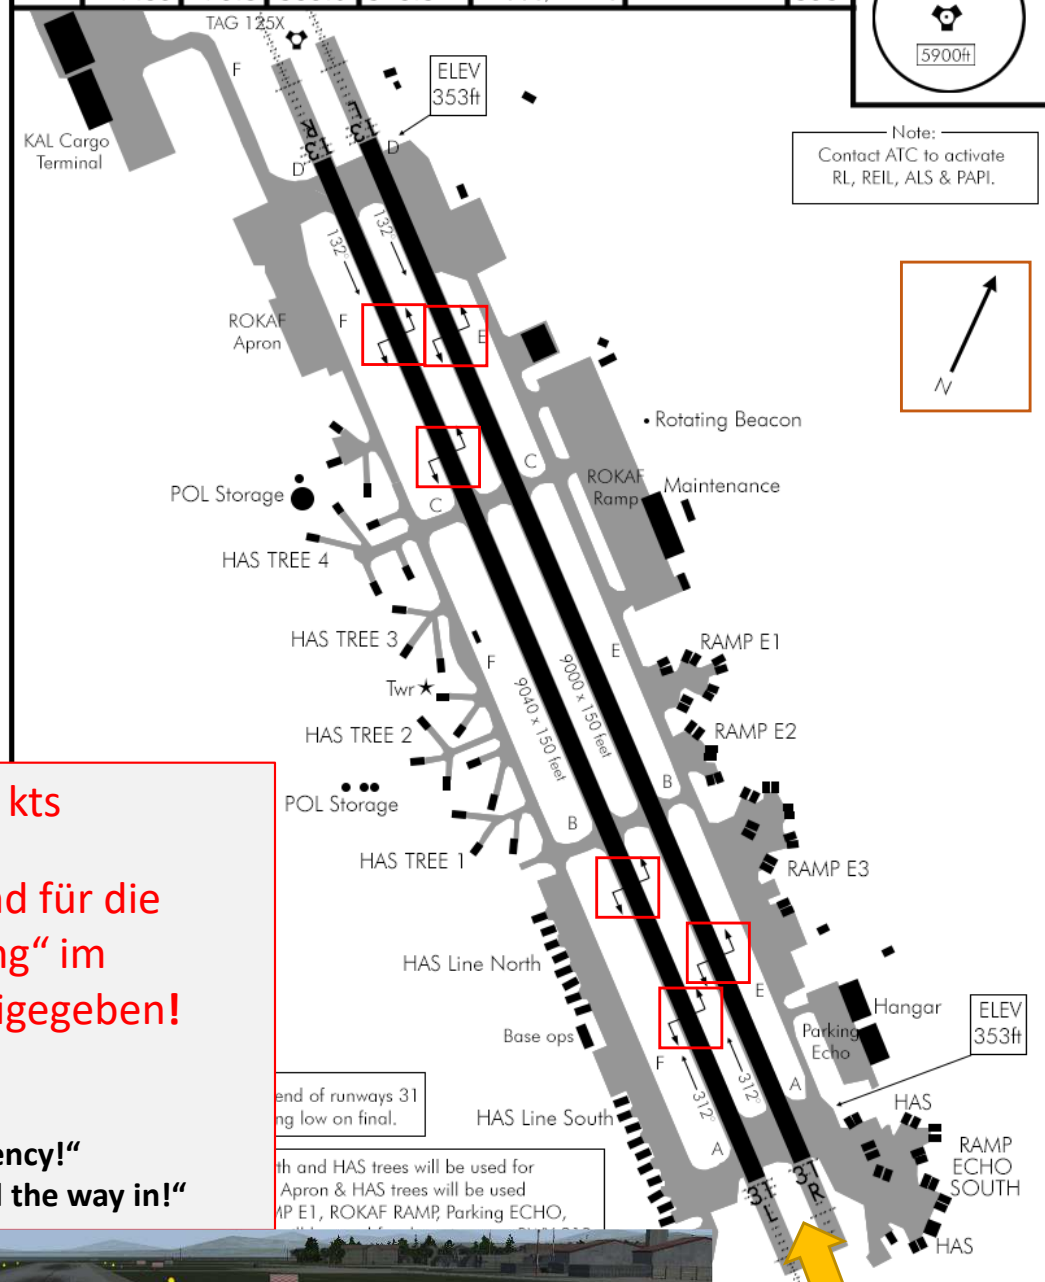 TAG 125X
5900ft
F
ELEV
353ft
KAL Cargo
Terminal
Note:
Contact ATC to activate
RL, REIL, ALS & PAPI.
13
R
13
L
D
D
132°
132°
ROKAF
Apron
F
E
N
Rotating Beacon
C
ROKAF
Ramp
Maintenance
POL Storage
C
HAS TREE 4
HAS TREE 3
F
E
RAMP E1
9040 x 150 feet
9000 x 150 feet
Twr
HAS TREE 2
RAMP E2
POL Storage
B
B
HAS TREE 1
RAMP E3
kts
d für die
ng“ im
igegeben!
ency!“
l the way in!“
HAS Line North
E
Hangar
ELEV
353ft
Base ops
Parking
Echo
F
312°
312°
A
HAS
end of runways 31
ng low on final.
HAS Line South
A
RAMP
ECHO
SOUTH
th and HAS trees will be used for
Apron & HAS trees will be used
MP E1, ROKAF RAMP, Parking ECHO,
31
L
31
R
HAS